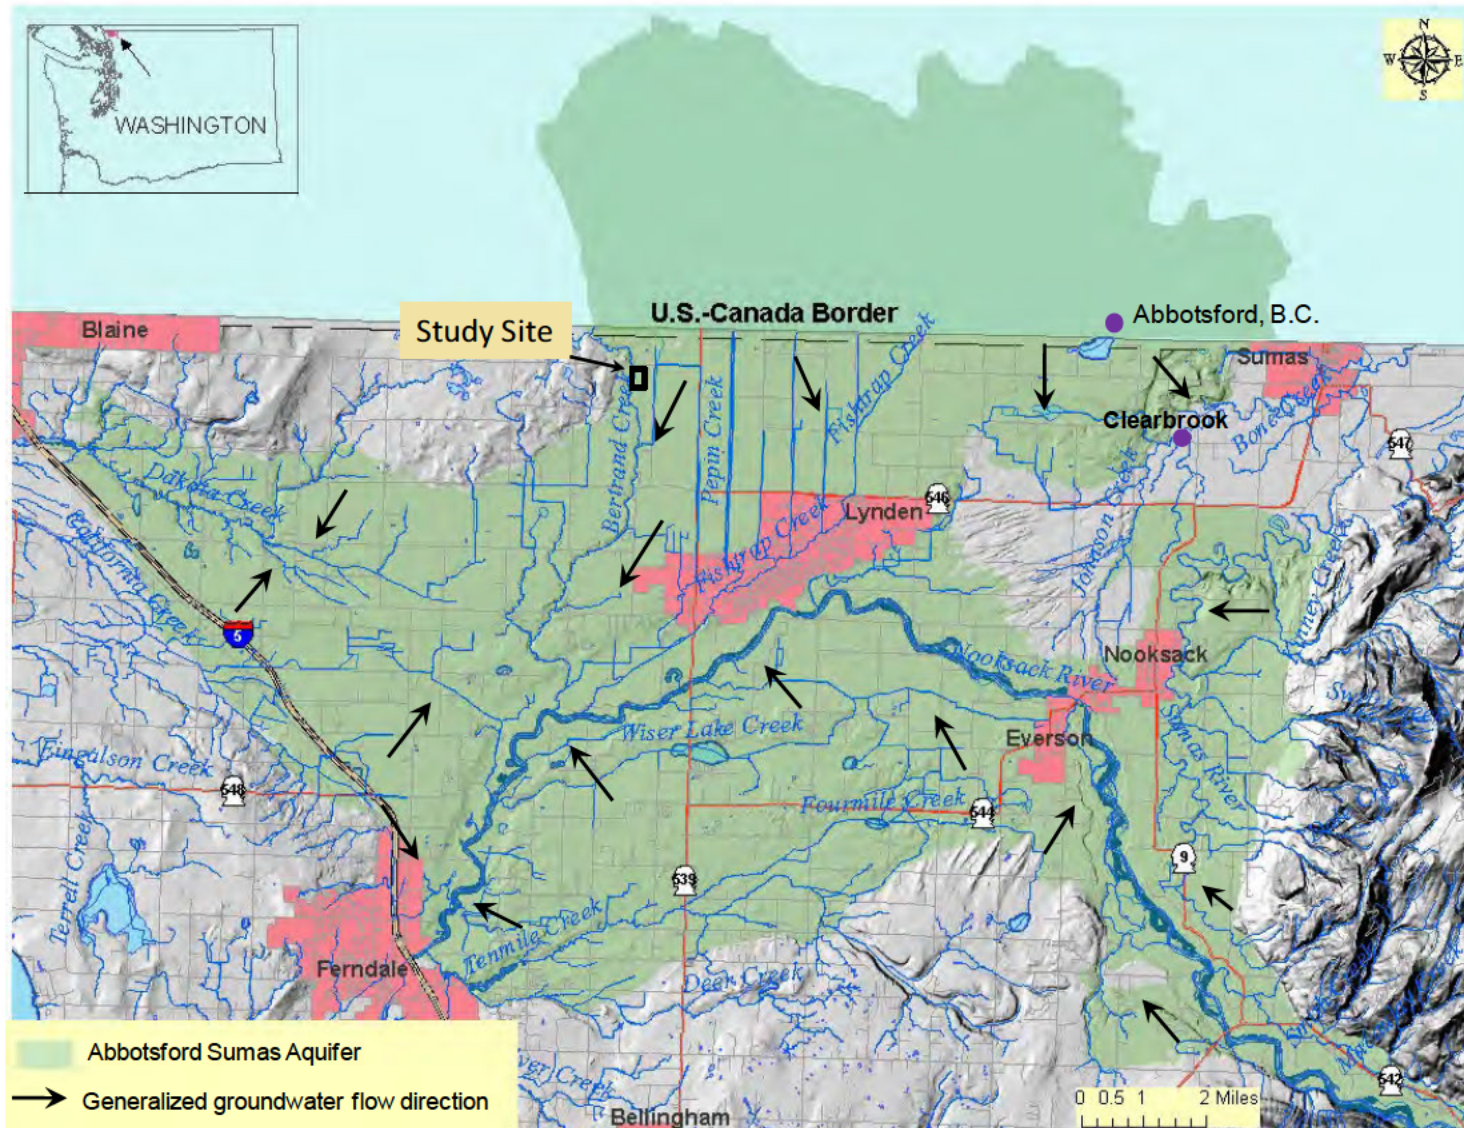 N
W E
S
WASHINGTON
U.S.-Canada Border
Abbotsford, B.C.
Blaine
Study Site
Sumas
Bertrand Creek
Pepin Creek
Fishtrap Creek
Clearbrook
547
Dakota Creek
California Creek
546
Lynden
Fishtrap Creek
Johnson Creek
5
Nooksack River
Nooksack
Wiser Lake Creek
Everson
Sumas River
Fingalson Creek
548
Fourmile Creek
544
Terrell Creek
539
9
Tenmile Creek
Ferndale
Deer Creek
Abbotsford Sumas Aquifer
Generalized groundwater flow direction
Creek
Bellingham
542
0 0.5 1 2 Miles